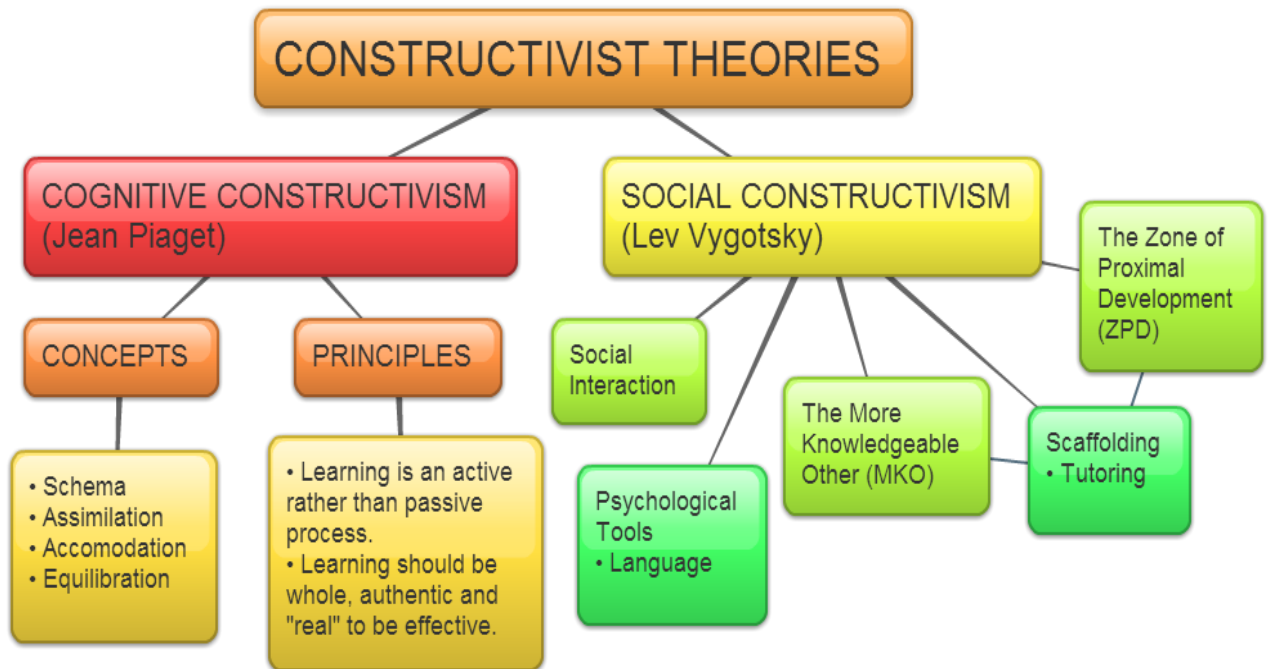 CONSTRUCTIVIST THEORIES
COGNITIVE CONSTRUCTIVISM
(Jean Piaget)
SOCIAL CONSTRUCTIVISM
(Lev Vygotsky)
The Zone of
Proximal
Development
(ZPD)
CONCEPTS
PRINCIPLES
Social
Interaction
The More
Knowledgeable
Other (MKO)
Scaffolding
• Tutoring
• Schema
• Assimilation
• Accomodation
• Equilibration
• Learning is an active
rather than passive
process.
• Learning should be
whole, authentic and
"real" to be effective.
Psychological
Tools
• Language